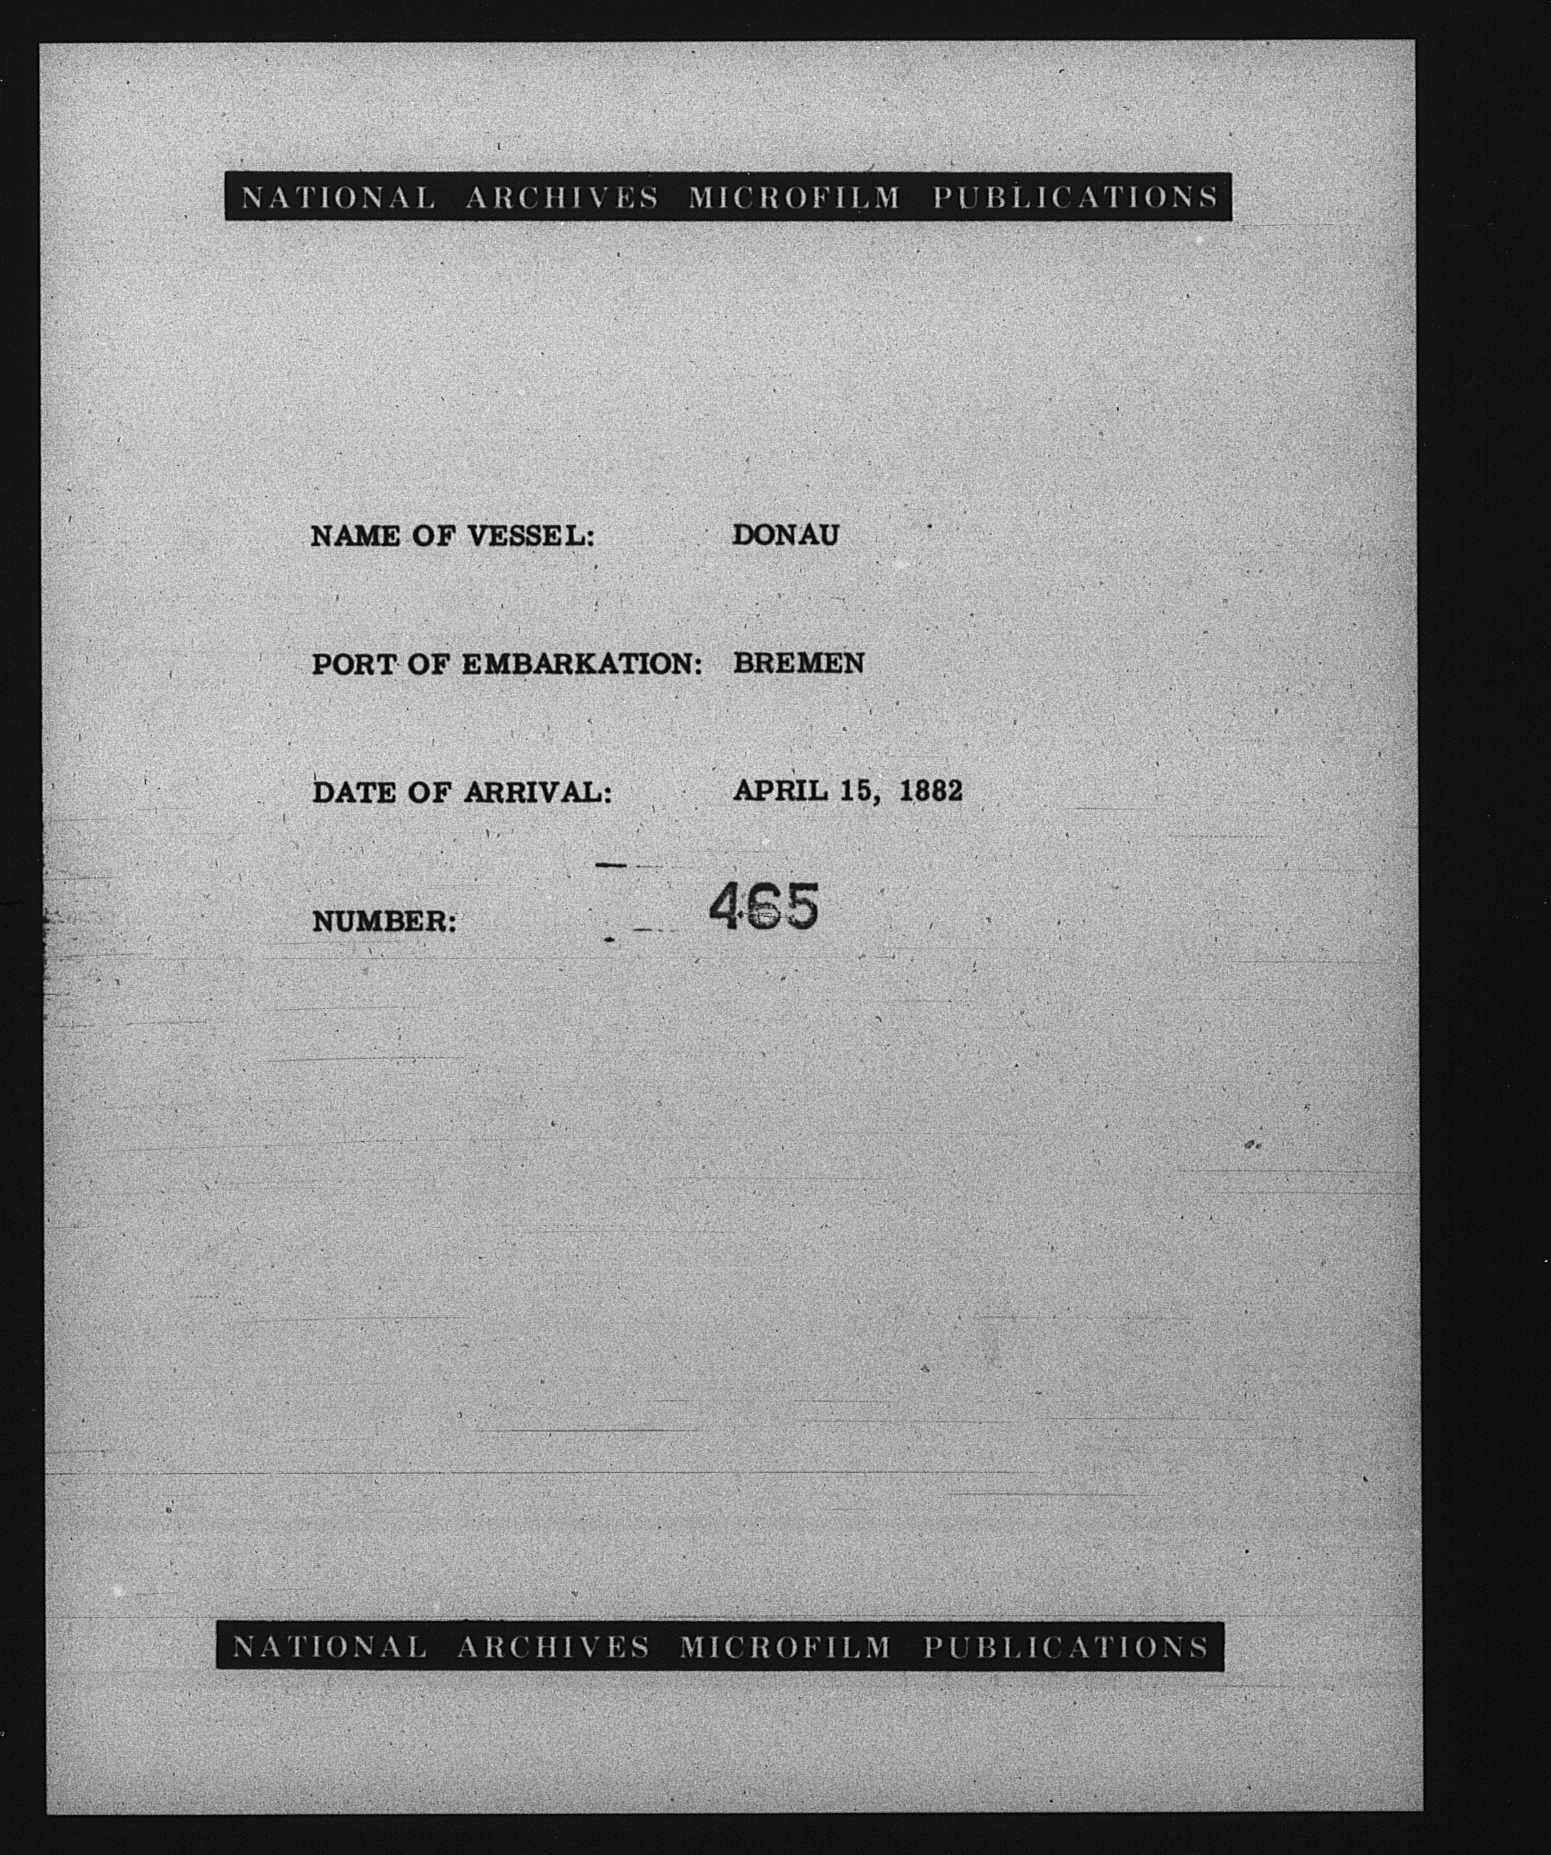 NATIONAL ARCHIVES MICROFILM PUBLICATIONS
NAME OF VESSEL: DONAU
PORT OF EMBARKATION: BREMEN
DATE OF ARRIVAL: APRIL 15, 1882
NUMBER: 465
NATIONAL ARCHIVES MICROFILM PUBLICATIONS